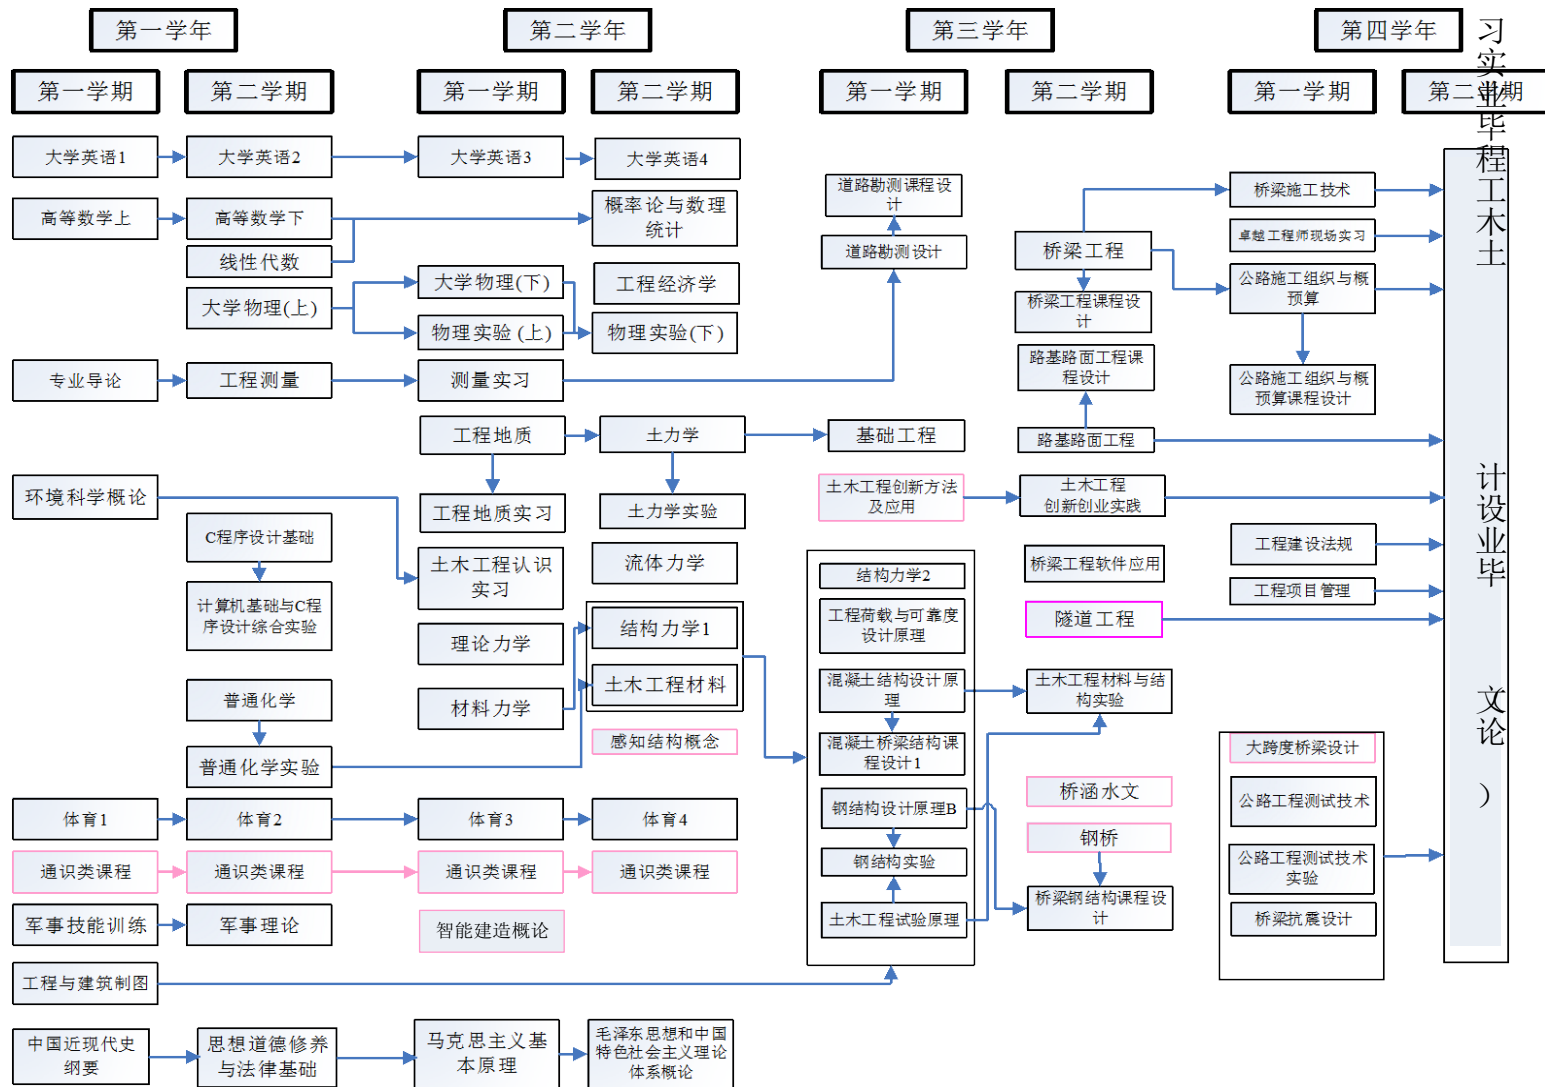 第一学年
第二学年
第三学年
第四学年
第一学期
第二学期
第一学期
第二学期
第一学期
第二学期
第一学期
第二学期
大学英语1
大学英语2
大学英语3
大学英语4
高等数学上
高等数学下
概率论与数理
统计
线性代数
大学物理(上)
大学物理(下)
工程经济学
物理实验 (上)
物理实验(下)
专业导论
工程测量
测量实习
工程地质
土力学
基础工程
环境科学概论
工程地质实习
土力学实验
C程序设计基础
土木工程认识
实习
流体力学
计算机基础与C程
序设计综合实验
理论力学
结构力学1
材料力学
土木工程材料
普通化学
感知结构概念
普通化学实验
体育1
体育2
体育3
体育4
通识类课程
通识类课程
通识类课程
通识类课程
军事技能训练
军事理论
智能建造概论
工程与建筑制图
中国近现代史
纲要
思想道德修养
与法律基础
马克思主义基
本原理
毛泽东思想和中国
特色社会主义理论
体系概论
道路勘测课程设
计
道路勘测设计
土木工程创新方法
及应用
结构力学2
工程荷载与可靠度
设计原理
混凝土结构设计原
理
混凝土桥梁结构课
程设计1
钢结构设计原理B
钢结构实验
土木工程试验原理
桥梁工程
桥梁工程课程设
计
路基路面工程课
程设计
路基路面工程
土木工程
创新创业实践
桥梁工程软件应用
隧道工程
土木工程材料与结
构实验
桥涵水文
钢桥
桥梁钢结构课程设
计
桥梁施工技术
卓越工程师现场实习
公路施工组织与概
预算
公路施工组织与概
预算课程设计
工程建设法规
工程项目管理
大跨度桥梁设计
公路工程测试技术
公路工程测试技术
实验
桥梁抗震设计
习实业毕程工木土
计设业毕
（文论
）